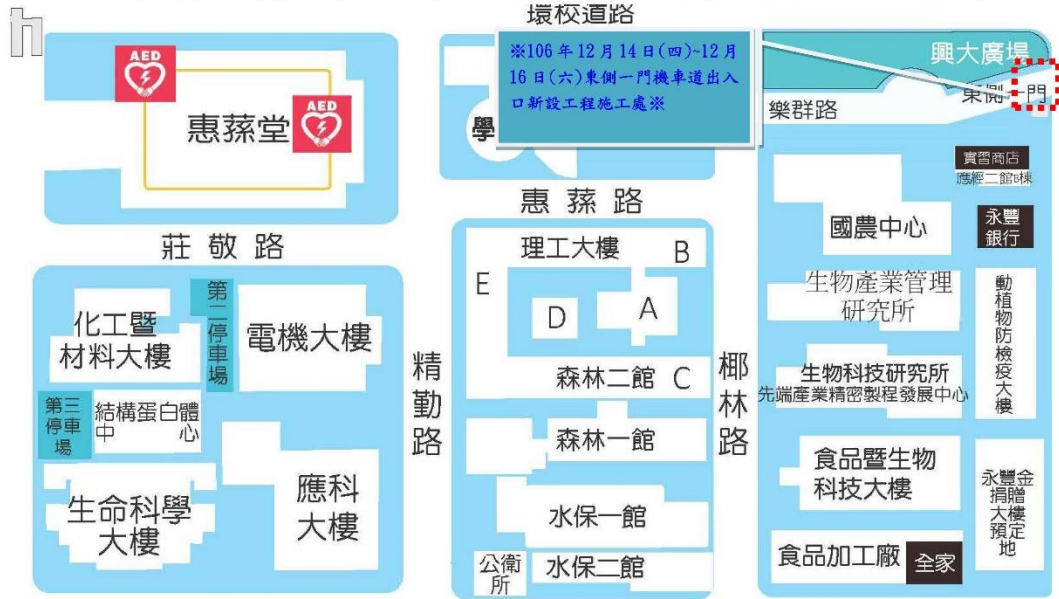 環校道路
AED
AED
惠蓀堂
學
※106年12月14日(四)~12月
16日(六)東側一門機車道出入
口新設工程施工處※
興大廣場
東側一門
樂群路
實習商店
應經二館B棟
永豐
銀行
國農中心
惠蓀路
莊敬路
理工大樓
B
E
D
A
森林二館
C
森林一館
水保一館
公衛
所
水保二館
第二停車場
化工暨
材料大樓
電機大樓
第三
停車
場
結構蛋白體
中心
生命科學
大樓
應科
大樓
精勤路
椰林路
生物產業管理
研究所
動植物防檢疫大樓
生物科技研究所
先端產業精密製程發展中心
食品暨生物
科技大樓
永豐金
捐贈
大樓
預定
地
食品加工廠
全家